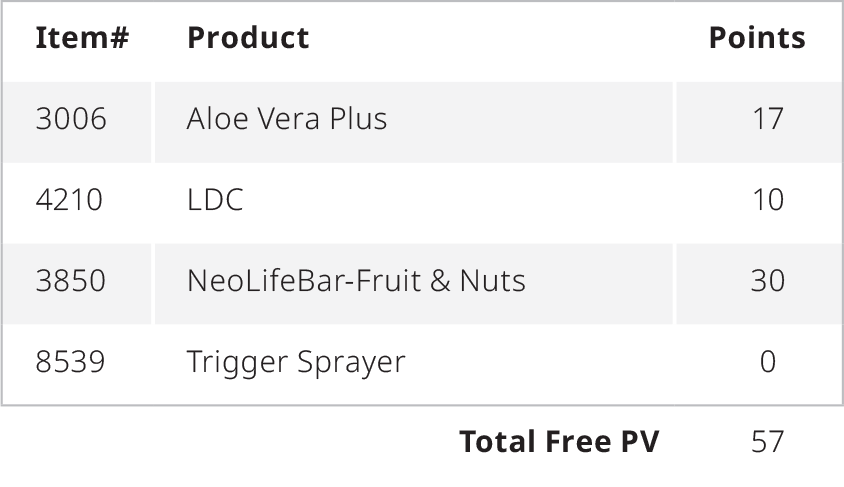 Item# Product Points
3006 Aloe Vera Plus 17
4210 LDC 10
3850 NeoLifeBar-Fruit & Nuts 30
8539 Trigger Sprayer 0
Total Free PV 57